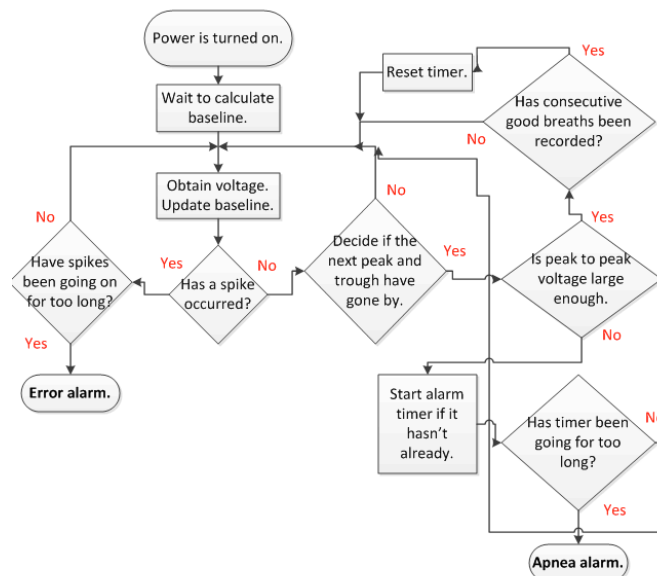 Power is turned on.
Wait to calculate
baseline.
Obtain voltage.
Update baseline.
Has a spike
occurred?
Yes
No
Have spikes
been going on
for too long?
No
Yes
Error alarm.
Decide if the
next peak and
trough have
gone by.
No
Yes
Is peak to peak
voltage large
enough.
Yes
No
Has consecutive
good breaths been
recorded?
Yes
No
Reset timer.
Start alarm
timer if it
hasn't
already.
Has timer been
going for too
long?
No
Yes
Apnea alarm.